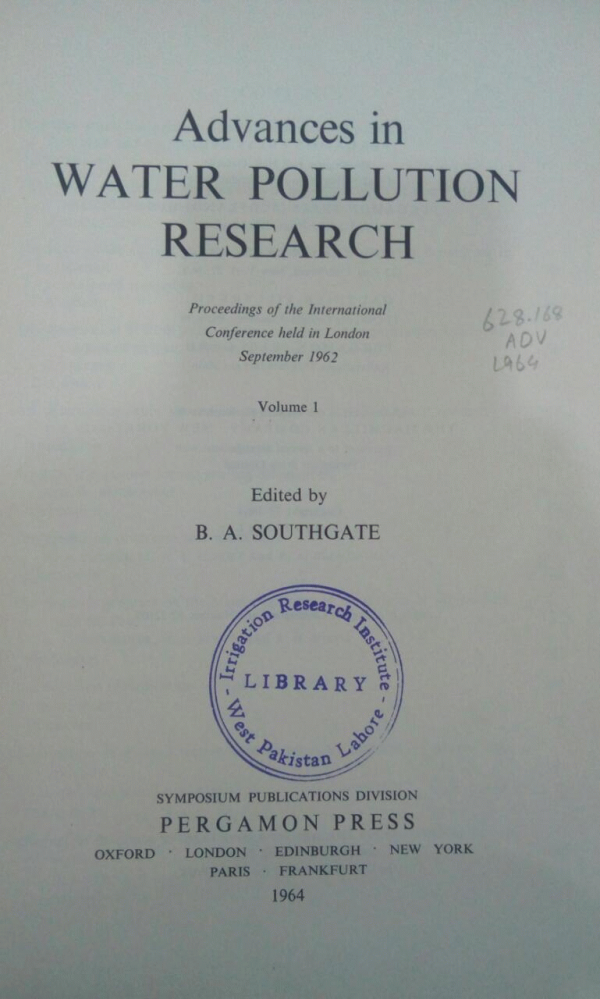 Advances in
WATER POLLUTION
RESEARCH
Proceedings of the International
Conference held in London
September 1962
628.168
ADV
1964
Volume 1
Edited by
B. A. SOUTHGATE
- Irrigation Research Institute -
LIBRARY
West Pakistan Lahore
SYMPOSIUM PUBLICATIONS DIVISION
PERGAMON PRESS
OXFORD · LONDON · EDINBURGH · NEW YORK
PARIS · FRANKFURT
1964